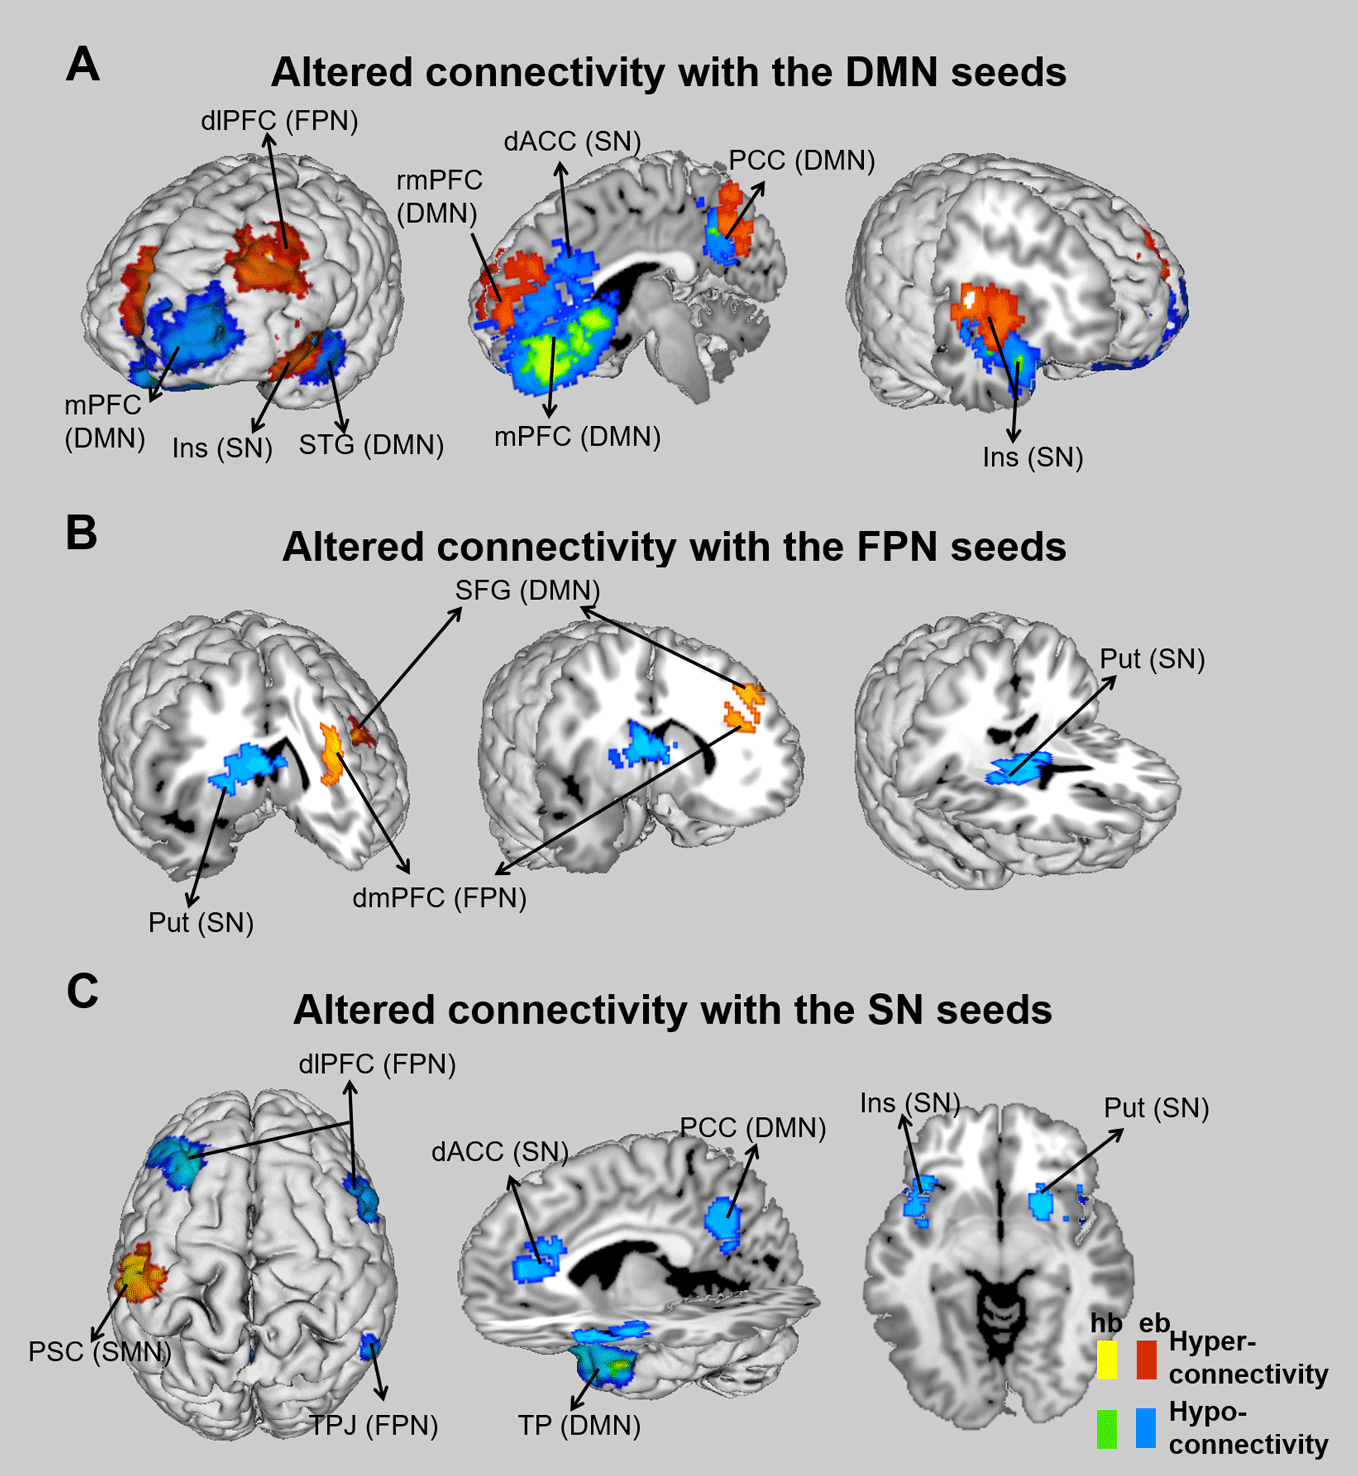 A
Altered connectivity with the DMN seeds
dlPFC (FPN)
dACC (SN)
PCC (DMN)
rmPFC
(DMN)
mPFC
(DMN)
Ins (SN)
STG (DMN)
mPFC (DMN)
Ins (SN)
B
Altered connectivity with the FPN seeds
SFG (DMN)
Put (SN)
dmPFC (FPN)
Put (SN)
C
Altered connectivity with the SN seeds
dlPFC (FPN)
Ins (SN)
Put (SN)
PCC (DMN)
dACC (SN)
PSC (SMN)
TPJ (FPN)
TP (DMN)
hb eb
Hyper-
connectivity
Hypo-
connectivity